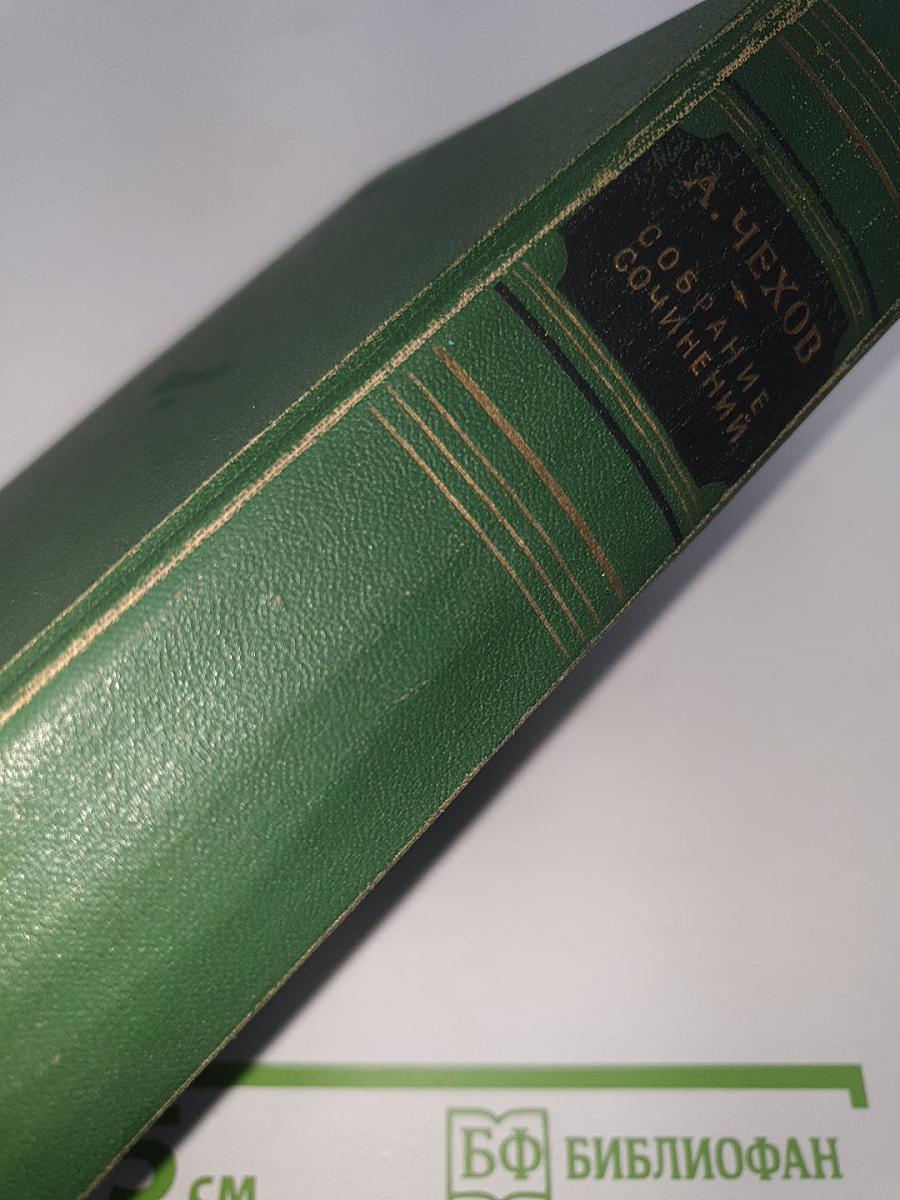 А. ЧЕХОВ
СОБРАНИЕ
СОЧИНЕНИЙ
см
БФ БИБЛИОФАН